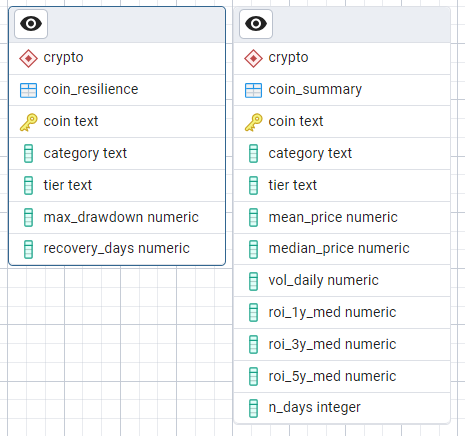 crypto
coin_resilience
coin text
category text
tier text
max_drawdown numeric
recovery_days numeric
crypto
coin_summary
coin text
category text
tier text
mean_price numeric
median_price numeric
vol_daily numeric
roi_1y_med numeric
roi_3y_med numeric
roi_5y_med numeric
n_days integer